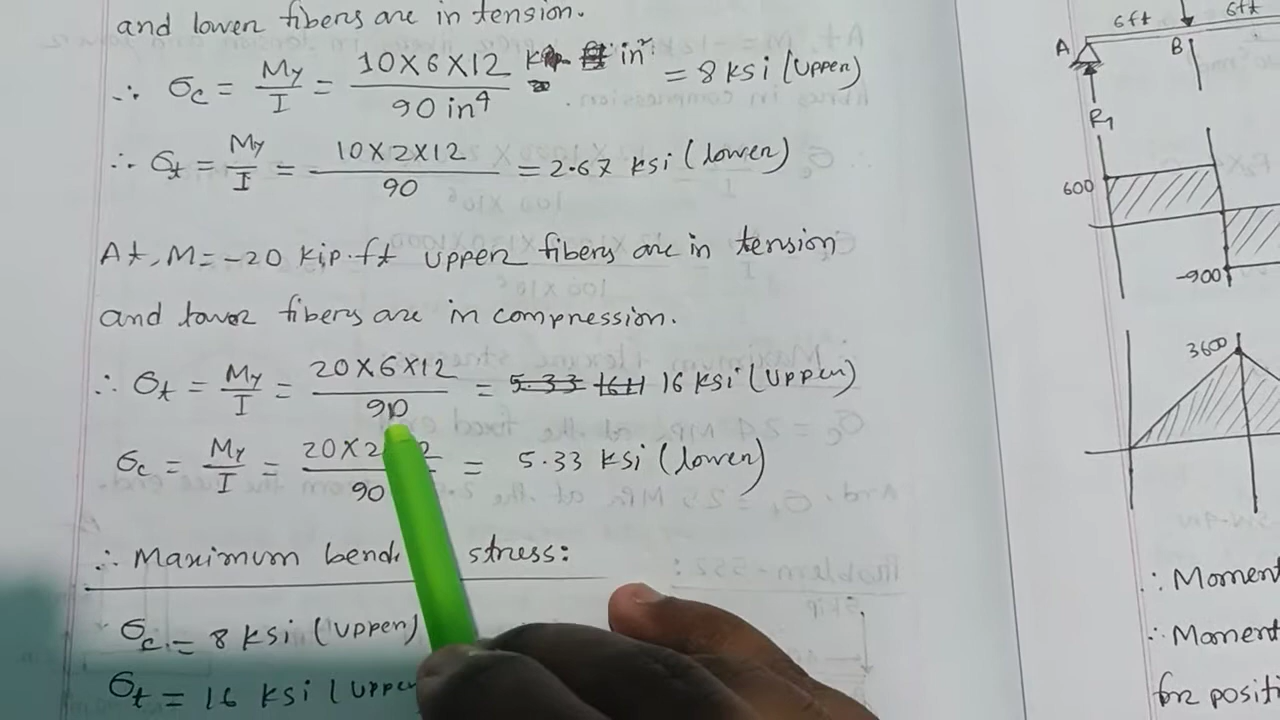 and lower fibers are in tension.
∴ σc = My/I = 10×6×12 in²/90 in⁴ = 8 ksi (Upper)
∴ σt = My/I = 10×2×12/90 = 2.67 ksi (lower)
At, M = -20 kip.ft upper fibers are in tension
and lower fibers are in compression.
∴ σt = My/I = 20×6×12/90 = 16 ksi (Upper)
σc = My/I = 20×2 2/90 = 5.33 ksi (lower)
∴ Maximum bend stress:
σc = 8 ksi (Upper)
σt = 16 ksi (Upper
6ft 6ft
A B
R1
600
-900
3600
∴ Moment
∴ Moment
for positi